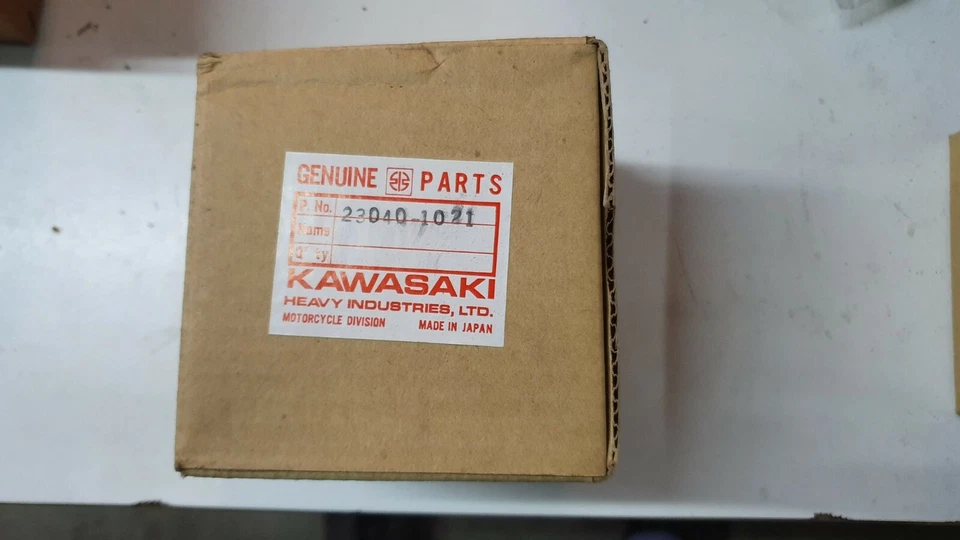 GENUINE PARTS
P. No. 23040-1021
Name
Q'ty
KAWASAKI
HEAVY INDUSTRIES, LTD.
MOTORCYCLE DIVISION MADE IN JAPAN